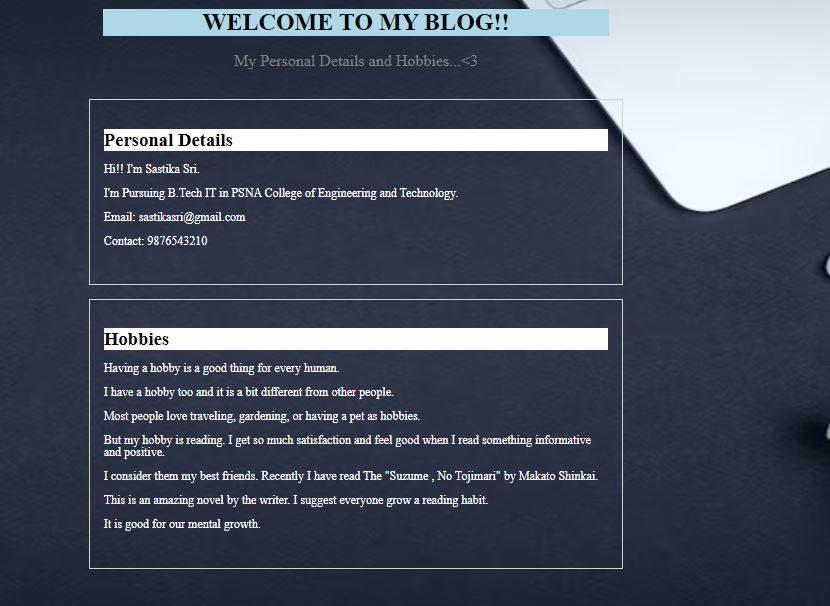 WELCOME TO MY BLOG!!
My Personal Details and Hobbies...<3
Personal Details
Hi!! I'm Sastika Sri.
I'm Pursuing B.Tech IT in PSNA College of Engineering and Technology.
Email: sastikasri@gmail.com
Contact: 9876543210
Hobbies
Having a hobby is a good thing for every human.
I have a hobby too and it is a bit different from other people.
Most people love traveling, gardening, or having a pet as hobbies.
But my hobby is reading. I get so much satisfaction and feel good when I read something informative
and positive.
I consider them my best friends. Recently I have read The "Suzume , No Tojimari" by Makato Shinkai.
This is an amazing novel by the writer. I suggest everyone grow a reading habit.
It is good for our mental growth.